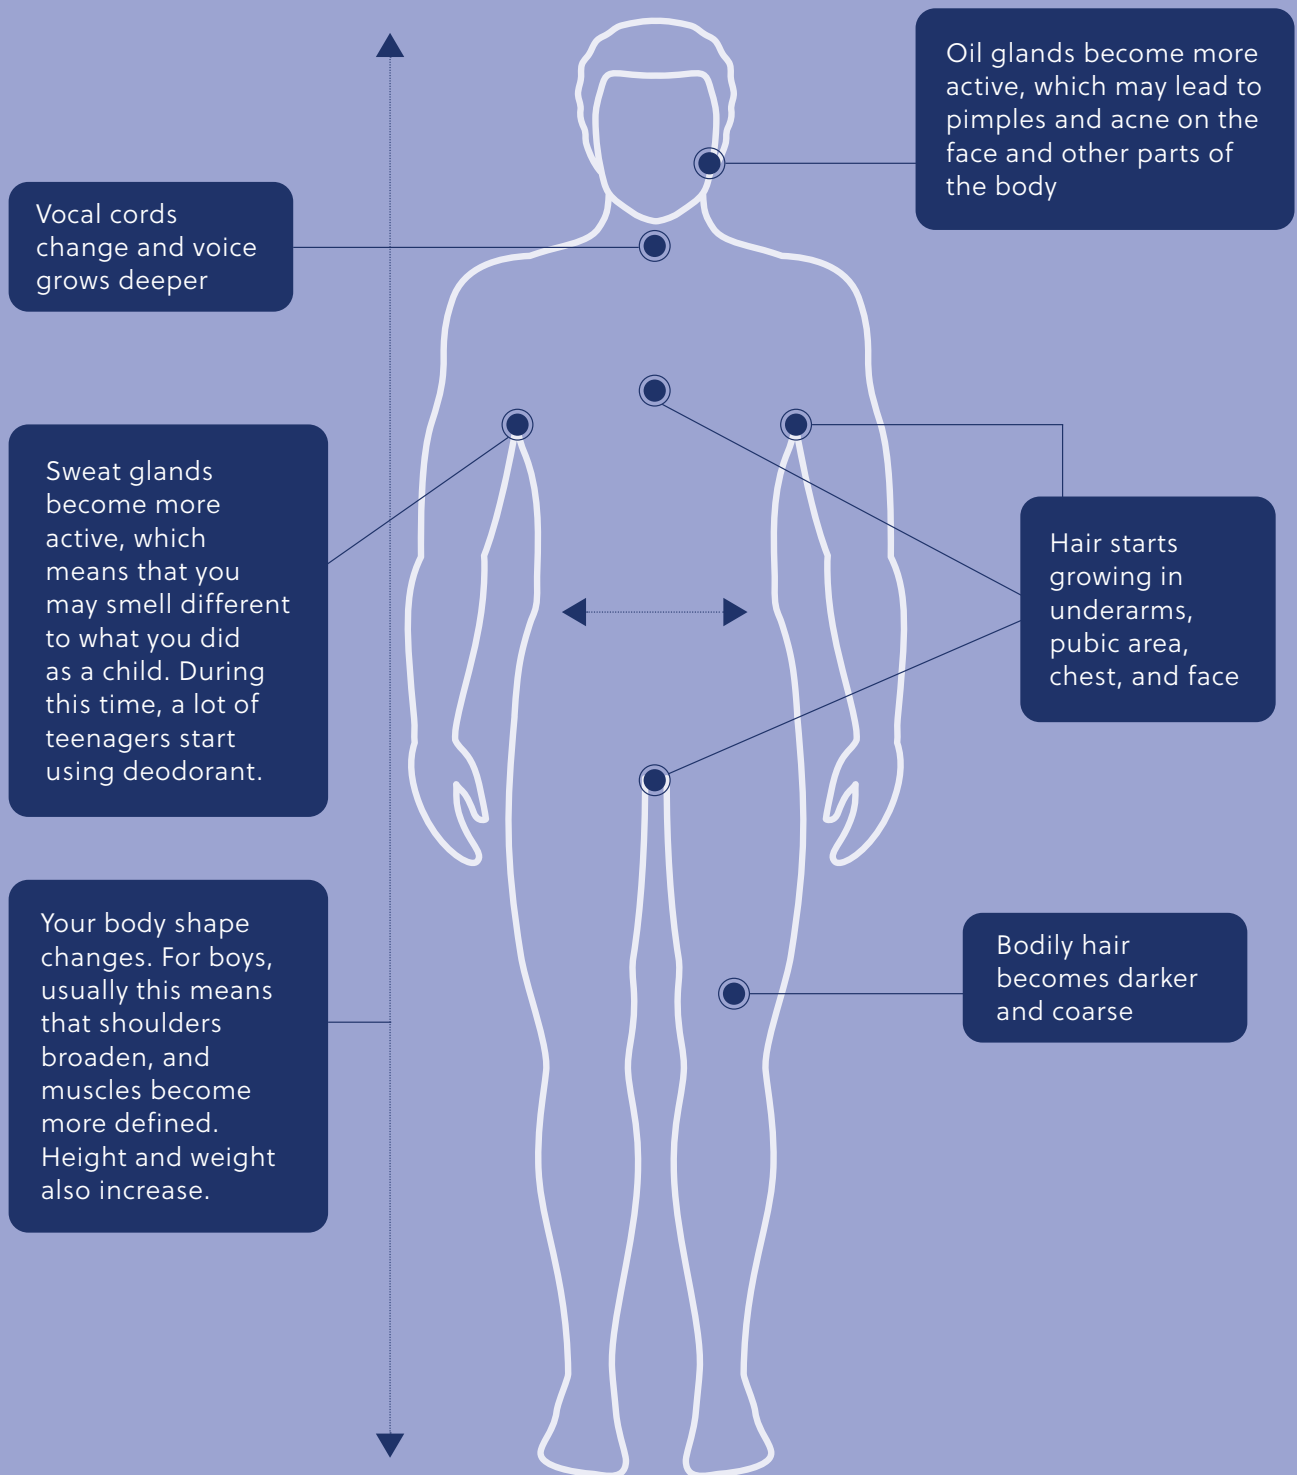 Oil glands become more
active, which may lead to
pimples and acne on the
face and other parts of
the body
Vocal cords
change and voice
grows deeper
Sweat glands
become more
active, which
means that you
may smell different
to what you did
as a child. During
this time, a lot of
teenagers start
using deodorant.
Hair starts
growing in
underarms,
pubic area,
chest, and face
Your body shape
changes. For boys,
usually this means
that shoulders
broaden, and
muscles become
more defined.
Height and weight
also increase.
Bodily hair
becomes darker
and coarse